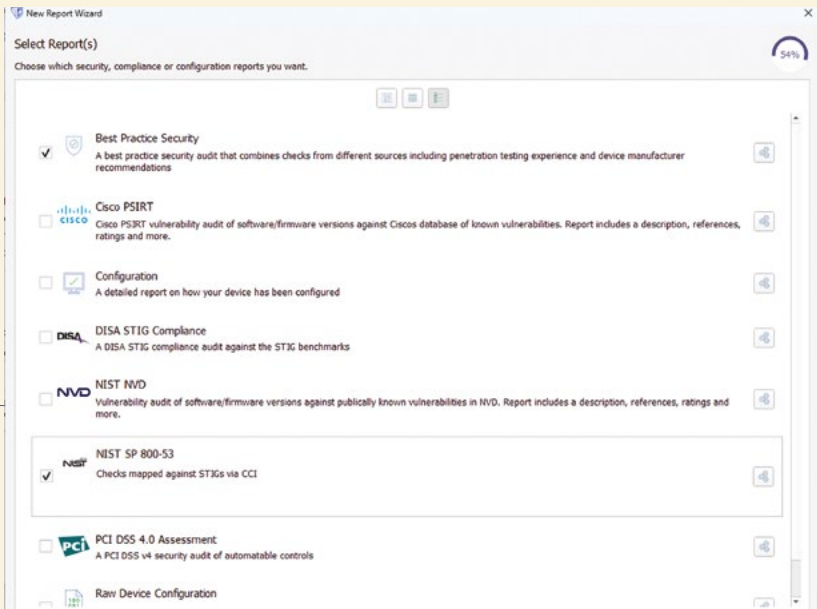 New Report Wizard
Select Report(s)
54%
Choose which security, compliance or configuration reports you want.
Best Practice Security
A best practice security audit that combines checks from different sources including penetration testing experience and device manufacturer
recommendations
CISCO
Cisco PSIRT
Cisco PSIRT vulnerability audit of software/firmware versions against Ciscos database of known vulnerabilities. Report includes a description, references,
ratings and more.
Configuration
A detailed report on how your device has been configured
DISA
DISA STIG Compliance
A DISA STIG compliance audit against the STIG benchmarks
NVD
NIST NVD
Vulnerability audit of software/firmware versions against publically known vulnerabilities in NVD. Report includes a description, references, ratings and
more.
NIST
NIST SP 800-53
Checks mapped against STIGs via CCI
PCI
PCI DSS 4.0 Assessment
A PCI DSS v4 security audit of automatable controls
Raw Device Configuration